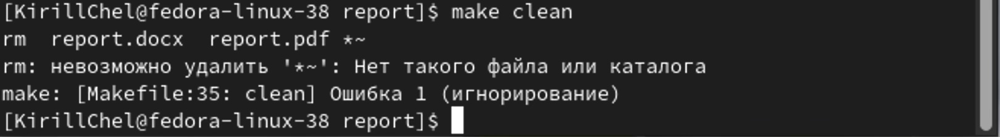 [KirillChel@fedora-linux-38 report]$ make clean
rm  report.docx  report.pdf *~
rm: невозможно удалить '*~': Нет такого файла или каталога
make: [Makefile:35: clean] Ошибка 1 (игнорирование)
[KirillChel@fedora-linux-38 report]$